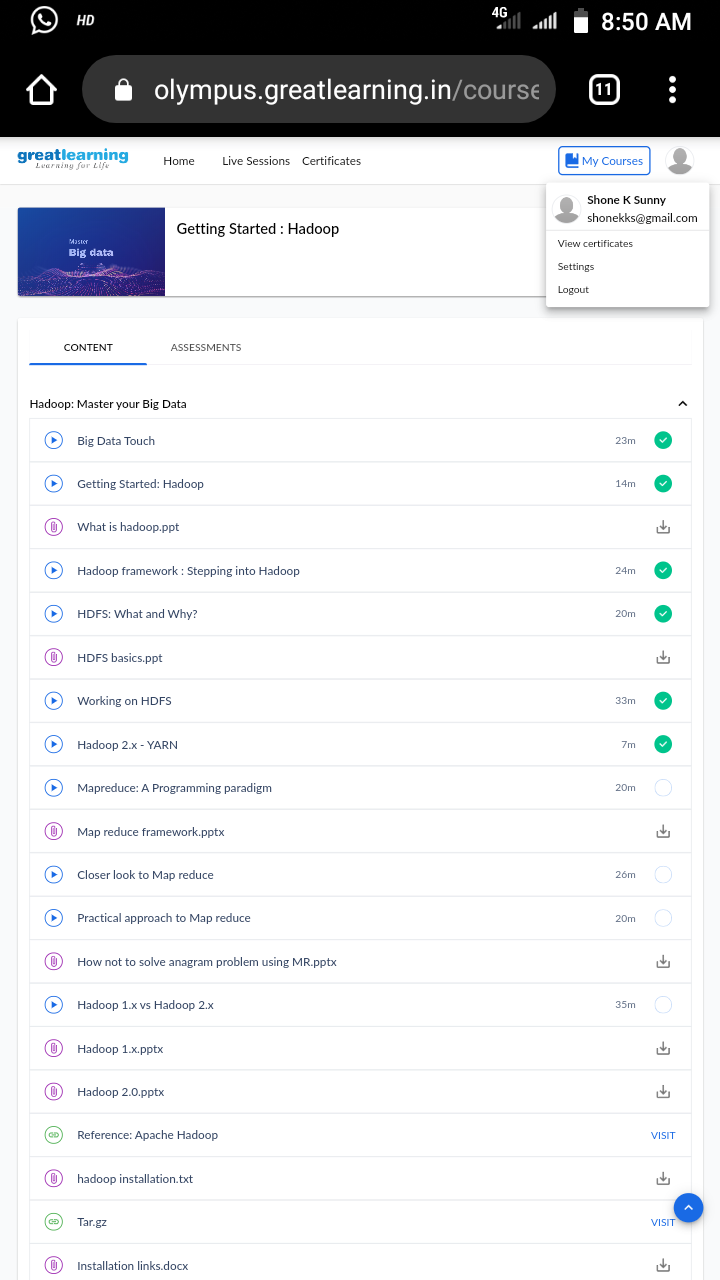 HD
4G
8:50 AM
olympus.greatlearning.in/course
11
greatlearning
Learning for Life
Home
Live Sessions
Certificates
My Courses
Shone K Sunny
shonekks@gmail.com
View certificates
Settings
Logout
Master
Big data
Getting Started : Hadoop
CONTENT
ASSESSMENTS
Hadoop: Master your Big Data
Big Data Touch 23m
Getting Started: Hadoop 14m
What is hadoop.ppt
Hadoop framework : Stepping into Hadoop 24m
HDFS: What and Why? 20m
HDFS basics.ppt
Working on HDFS 33m
Hadoop 2.x - YARN 7m
Mapreduce: A Programming paradigm 20m
Map reduce framework.pptx
Closer look to Map reduce 26m
Practical approach to Map reduce 20m
How not to solve anagram problem using MR.pptx
Hadoop 1.x vs Hadoop 2.x 35m
Hadoop 1.x.pptx
Hadoop 2.0.pptx
Reference: Apache Hadoop VISIT
hadoop installation.txt
Tar.gz VISIT
Installation links.docx